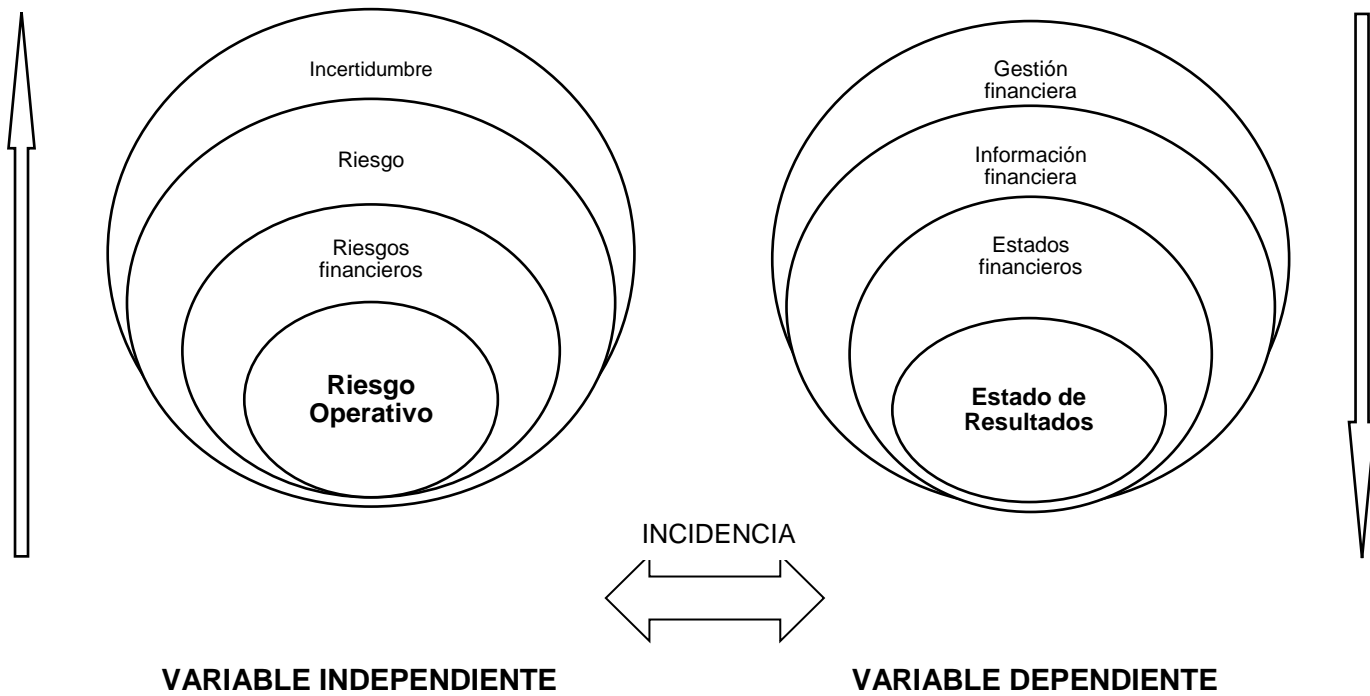 Incertidumbre
Riesgo
Riesgos
financieros
Riesgo
Operativo
Gestión
financiera
Información
financiera
Estados
financieros
Estado de
Resultados
INCIDENCIA
VARIABLE INDEPENDIENTE
VARIABLE DEPENDIENTE